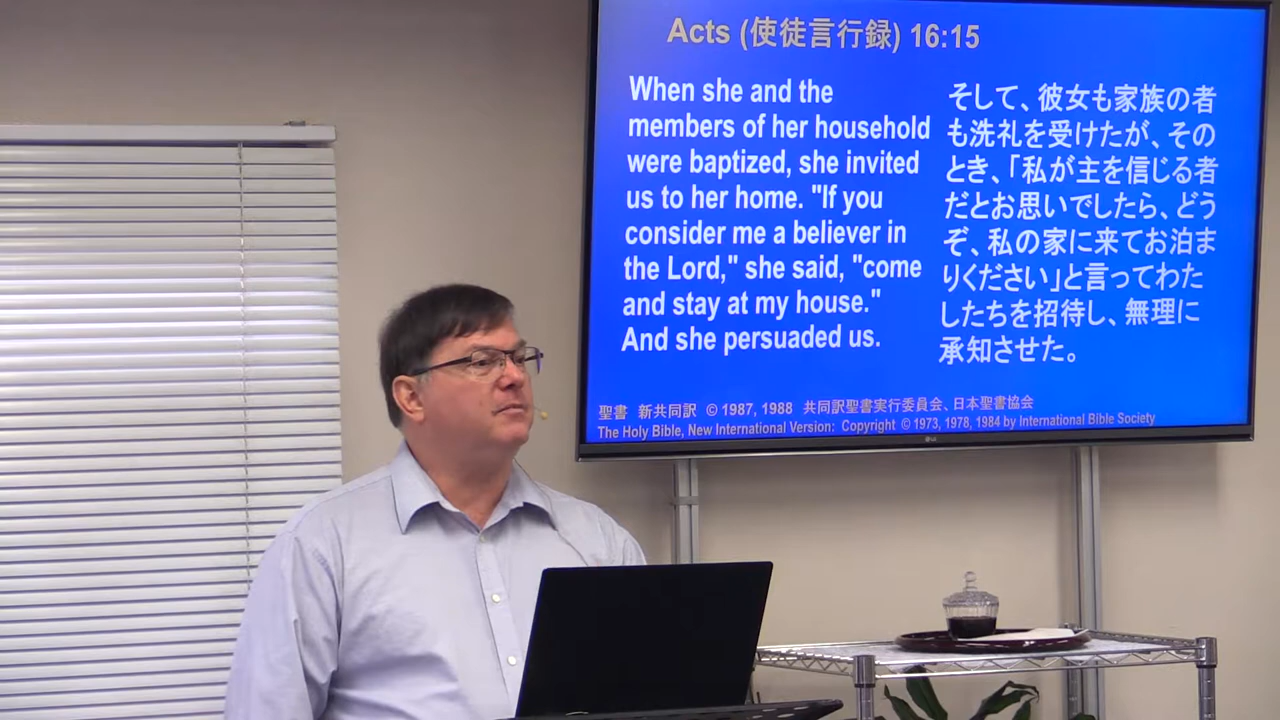 Acts (使徒言行録) 16:15
When she and the
members of her household
were baptized, she invited
us to her home. "If you
consider me a believer in
the Lord," she said, "come
and stay at my house."
And she persuaded us.
そして、彼女も家族の者
も洗礼を受けたが、その
とき、「私が主を信じる者
だとお思いでしたら、どう
ぞ、私の家に来てお泊ま
りください」と言ってわた
したちを招待し、無理に
承知させた。
聖書 新共同訳 © 1987, 1988 共同訳聖書実行委員会、日本聖書協会
The Holy Bible, New International Version: Copyright © 1973, 1978, 1984 by International Bible Society
LG